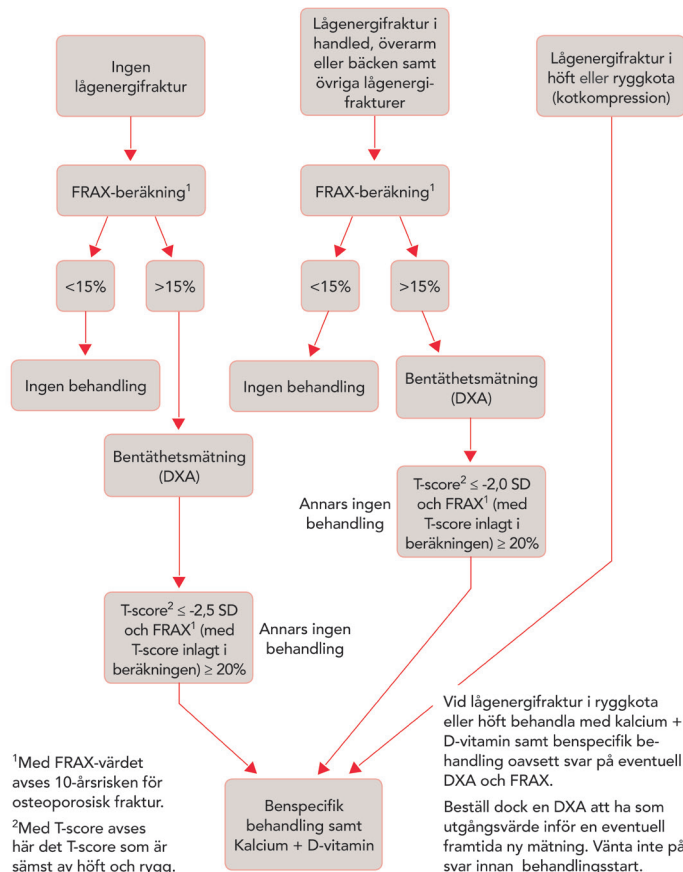 Ingen
lågenergifraktur
Lågenergifraktur i
handled, överarm
eller bäcken samt
övriga lågenergi-
frakturer
Lågenergifraktur i
höft eller ryggkota
(kotkompression)
FRAX-beräkning¹
FRAX-beräkning¹
<15%
>15%
<15%
>15%
Ingen behandling
Ingen behandling
Bentäthetsmätning
(DXA)
Bentäthetsmätning
(DXA)
Annars ingen
behandling
T-score² ≤ -2,0 SD
och FRAX¹ (med
T-score inlagt i
beräkningen) ≥ 20%
T-score² ≤ -2,5 SD
och FRAX¹ (med
T-score inlagt i
beräkningen) ≥ 20%
Annars ingen
behandling
Vid lågenergifraktur i ryggkota
eller höft behandla med kalcium +
D-vitamin samt benspecifik be-
handling oavsett svar på eventuell
DXA och FRAX.
Beställ dock en DXA att ha som
utgångsvärde inför en eventuell
framtida ny mätning. Vänta inte på
svar innan behandlingsstart.
¹Med FRAX-värdet
avses 10-årsrisken för
osteoporosisk fraktur.
²Med T-score avses
här det T-score som är
sämst av höft och rygg.
Benspecifik
behandling samt
Kalcium + D-vitamin